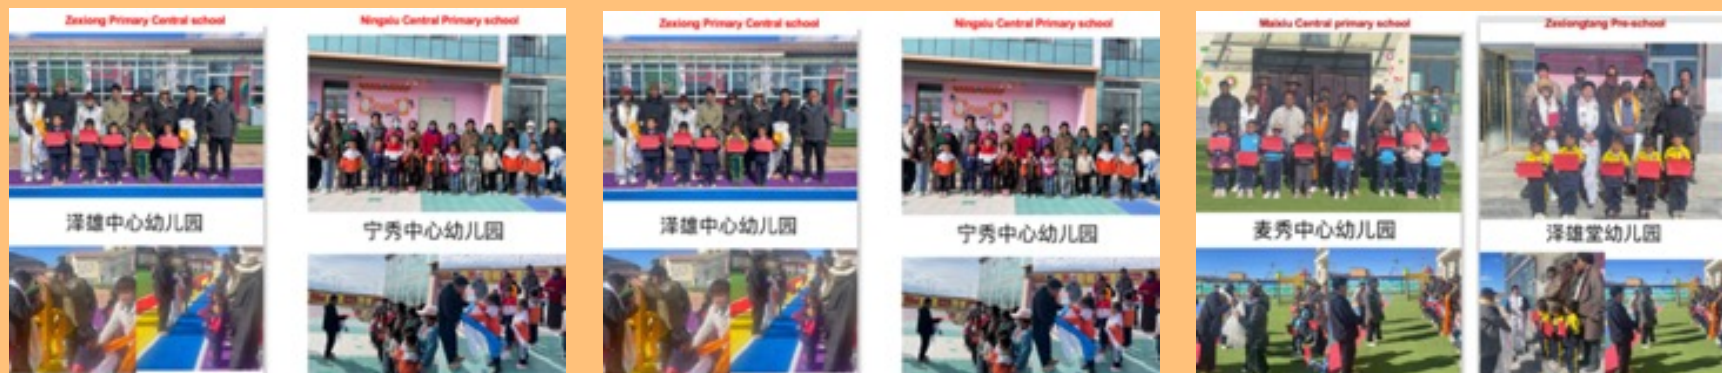 Zexiong Primary Central school
Ningxiu Central Primary school
泽雄中心幼儿园
宁秀中心幼儿园
Zexiong Primary Central school
Ningxiu Central Primary school
泽雄中心幼儿园
宁秀中心幼儿园
Maixiu Central primary school
Zexiongtang Pre-school
麦秀中心幼儿园
泽雄堂幼儿园